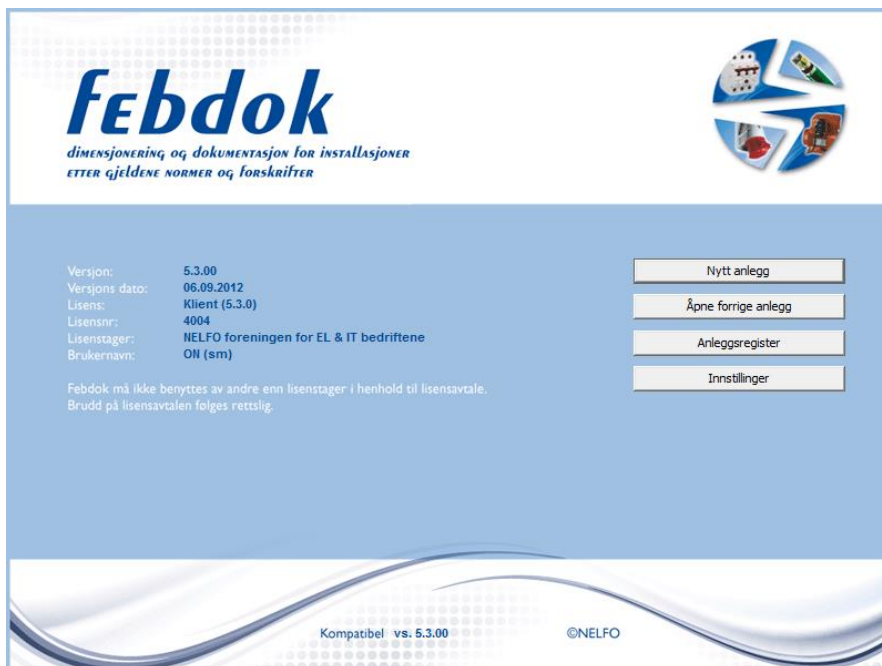 febdok
dimensjonering og dokumentasjon for installasjoner
etter gjeldene normer og forskrifter
Versjon: 5.3.00
Versjons dato: 06.09.2012
Lisens: Klient (5.3.0)
Lisensnr: 4004
Lisenstager: NELFO foreningen for EL & IT bedriftene
Brukernavn: ON (sm)
Febdok må ikke benyttes av andre enn lisenstager i henhold til lisensavtale.
Brudd på lisensavtalen følges rettslig.
Nytt anlegg
Åpne forrige anlegg
Anleggsregister
Innstillinger
Kompatibel vs. 5.3.00 ©NELFO